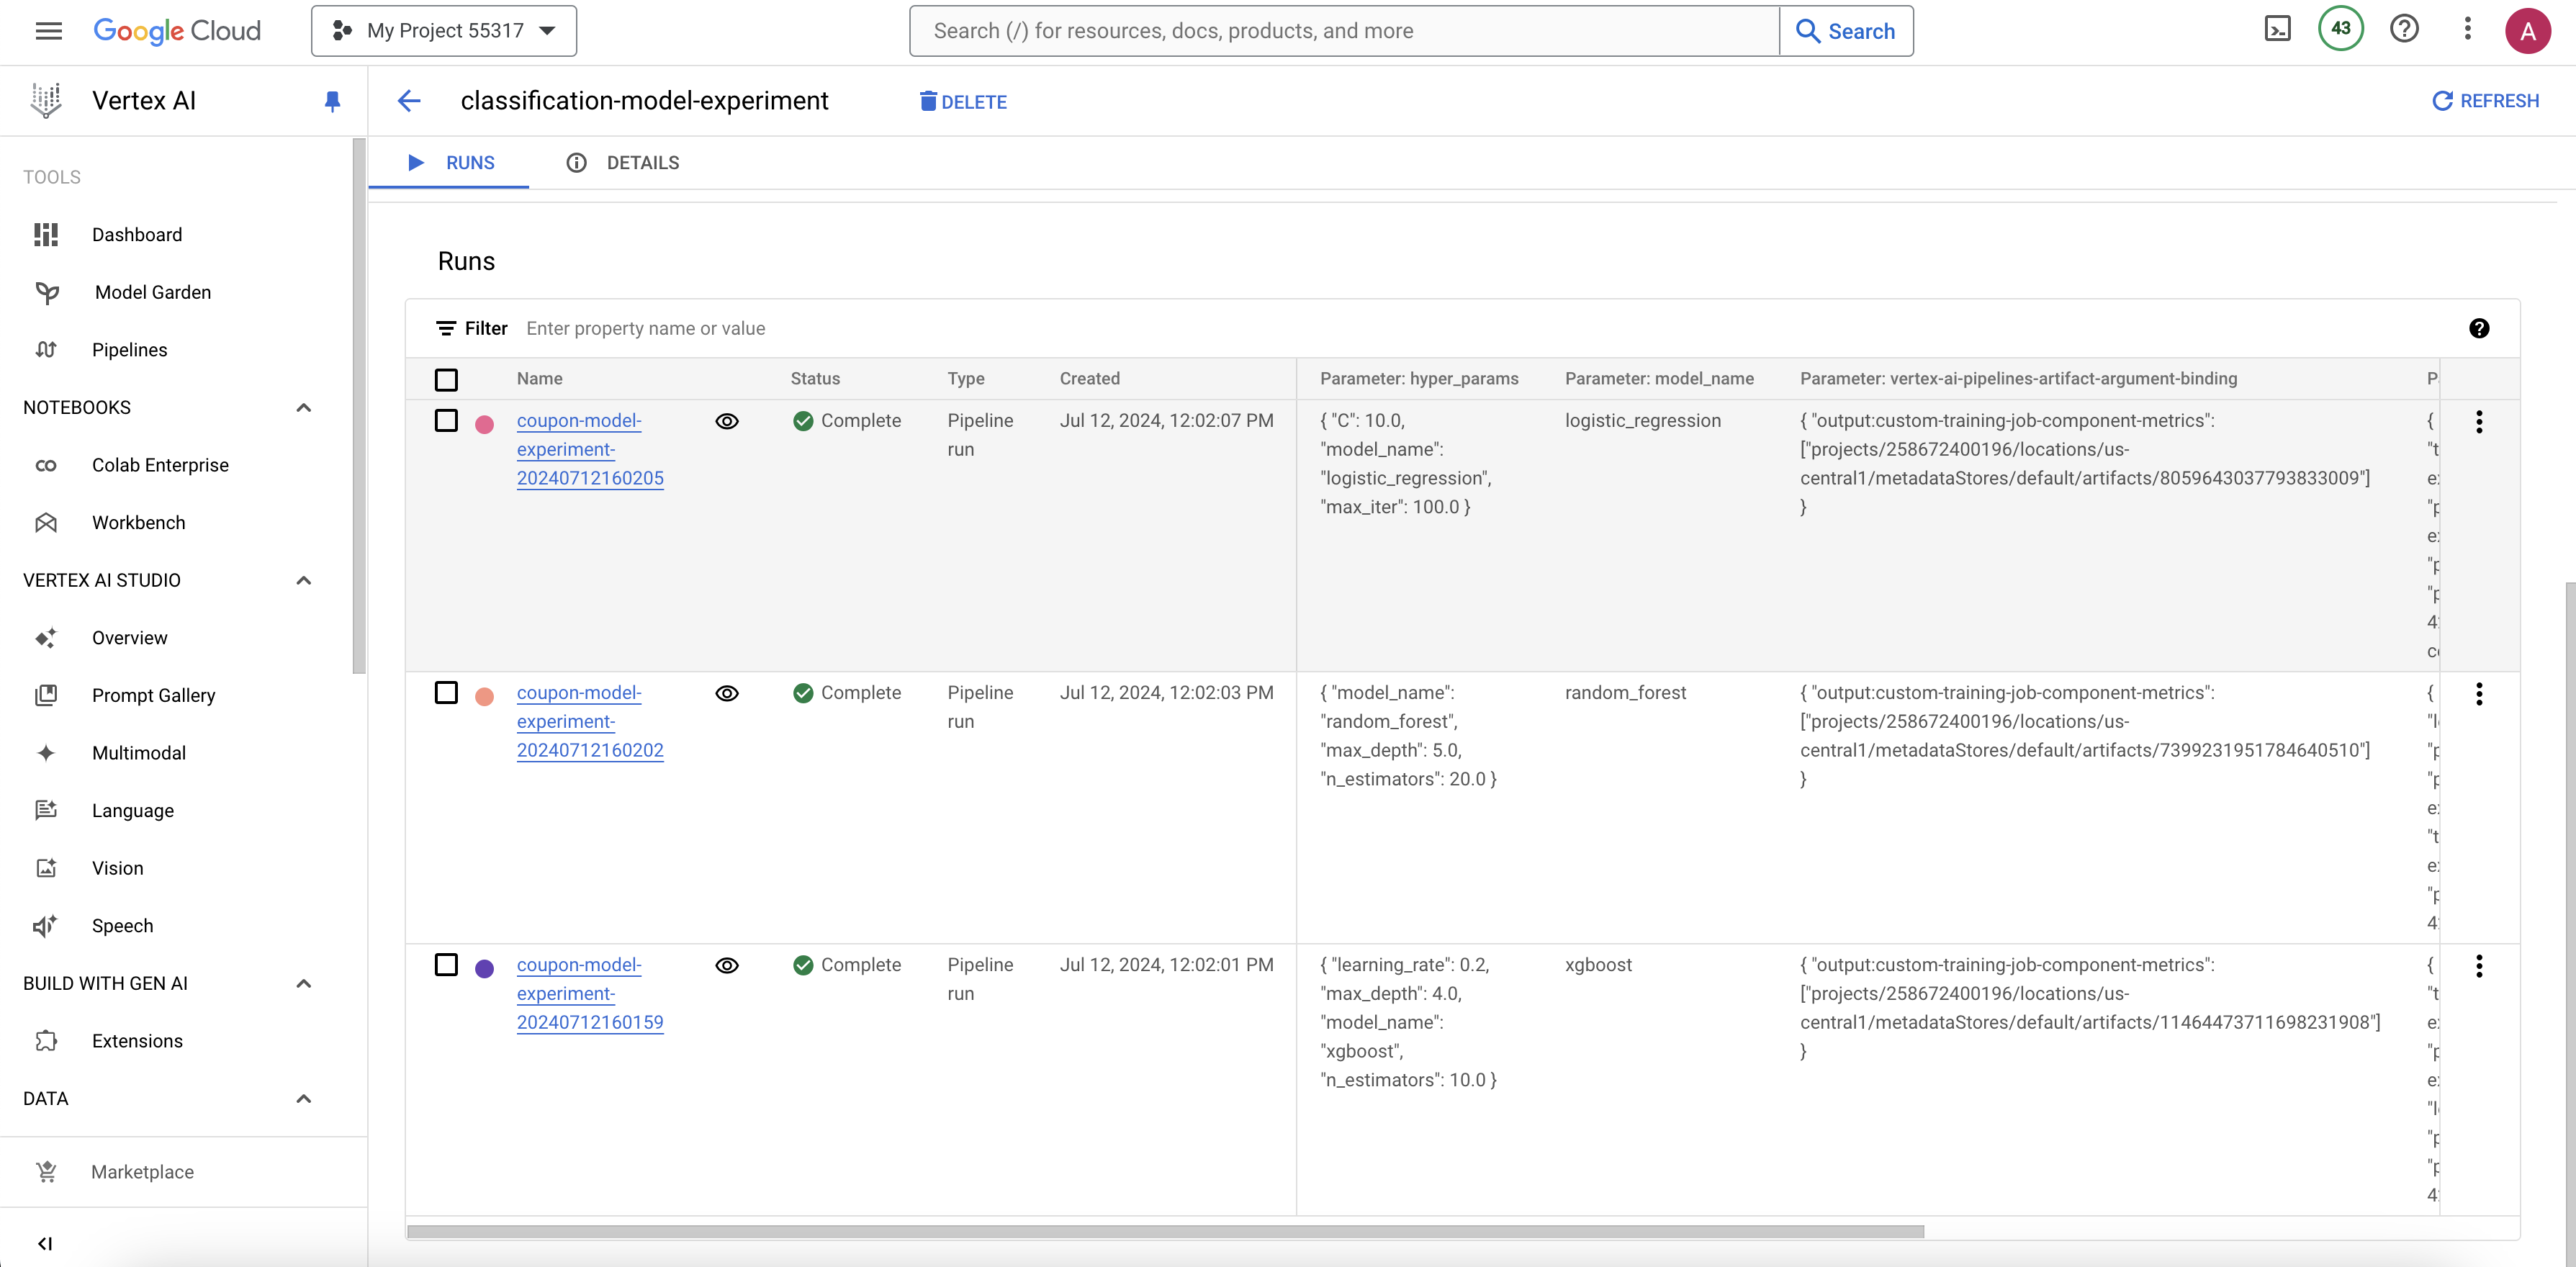 Google Cloud
My Project 55317
Search (/) for resources, docs, products, and more
Search
43
A
Vertex AI
classification-model-experiment
DELETE
REFRESH
RUNS
DETAILS
TOOLS
Dashboard
Model Garden
Pipelines
NOTEBOOKS
Colab Enterprise
Workbench
VERTEX AI STUDIO
Overview
Prompt Gallery
Multimodal
Language
Vision
Speech
BUILD WITH GEN AI
Extensions
DATA
Marketplace
Runs
Filter Enter property name or value
Name Status Type Created Parameter: hyper_params Parameter: model_name Parameter: vertex-ai-pipelines-artifact-argument-binding
coupon-model-
experiment-
20240712160205
Complete
Pipeline
run
Jul 12, 2024, 12:02:07 PM
{ "C": 10.0,
"model_name":
"logistic_regression",
"max_iter": 100.0 }
logistic_regression
{ "output:custom-training-job-component-metrics":
["projects/258672400196/locations/us-
central1/metadataStores/default/artifacts/8059643037793833009"]
}
coupon-model-
experiment-
20240712160202
Complete
Pipeline
run
Jul 12, 2024, 12:02:03 PM
{ "model_name":
"random_forest",
"max_depth": 5.0,
"n_estimators": 20.0 }
random_forest
{ "output:custom-training-job-component-metrics":
["projects/258672400196/locations/us-
central1/metadataStores/default/artifacts/7399231951784640510"]
}
coupon-model-
experiment-
20240712160159
Complete
Pipeline
run
Jul 12, 2024, 12:02:01 PM
{ "learning_rate": 0.2,
"max_depth": 4.0,
"model_name":
"xgboost",
"n_estimators": 10.0 }
xgboost
{ "output:custom-training-job-component-metrics":
["projects/258672400196/locations/us-
central1/metadataStores/default/artifacts/11464473711698231908"]
}